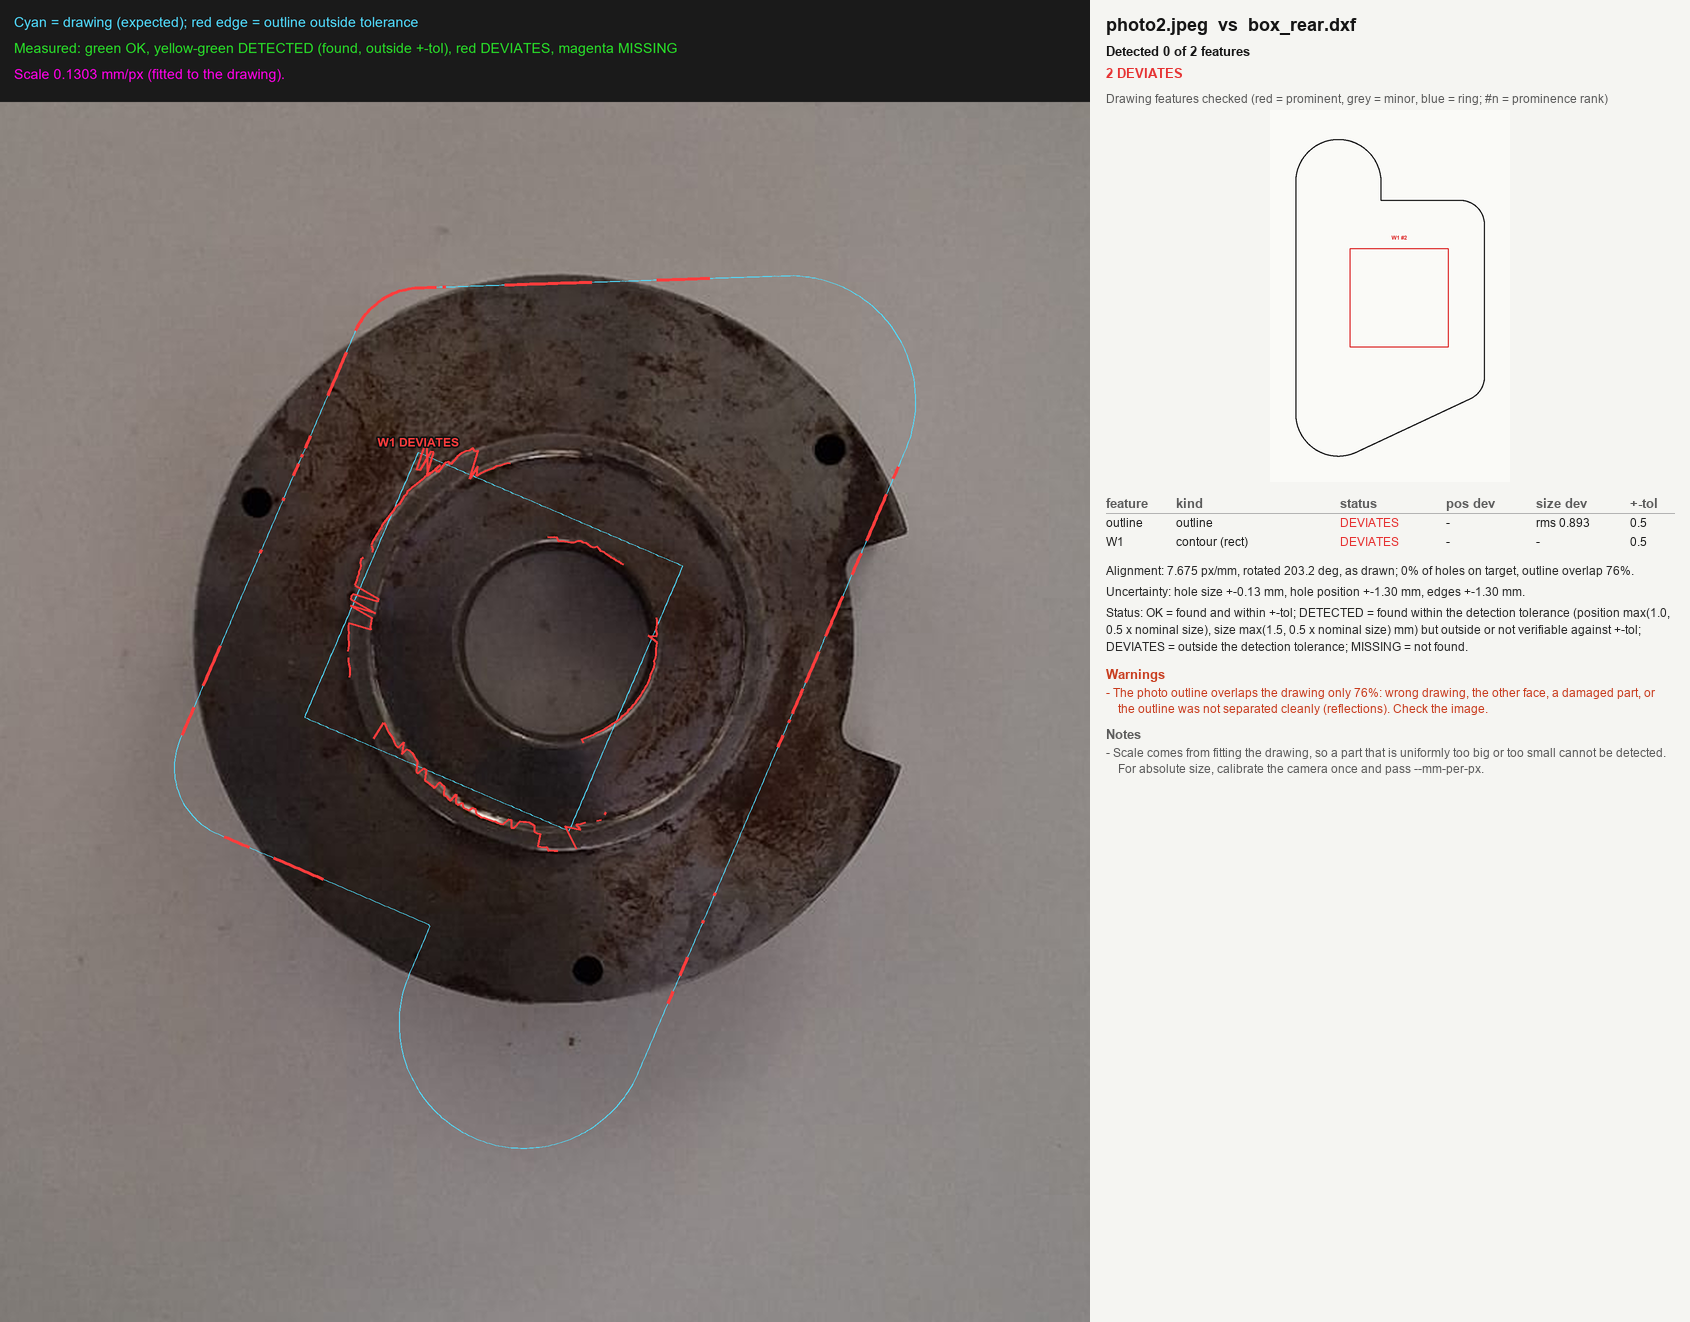 Cyan = drawing (expected); red edge = outline outside tolerance
Measured: green OK, yellow-green DETECTED (found, outside +-tol), red DEVIATES, magenta MISSING
Scale 0.1303 mm/px (fitted to the drawing).
W1 DEVIATES
photo2.jpeg vs box_rear.dxf
Detected 0 of 2 features
2 DEVIATES
Drawing features checked (red = prominent, grey = minor, blue = ring; #n = prominence rank)
W1 #2
feature kind status pos dev size dev +-tol
outline outline DEVIATES - rms 0.893 0.5
W1 contour (rect) DEVIATES - - 0.5
Alignment: 7.675 px/mm, rotated 203.2 deg, as drawn; 0% of holes on target, outline overlap 76%.
Uncertainty: hole size +-0.13 mm, hole position +-1.30 mm, edges +-1.30 mm.
Status: OK = found and within +-tol; DETECTED = found within the detection tolerance (position max(1.0,
0.5 x nominal size), size max(1.5, 0.5 x nominal size) mm) but outside or not verifiable against +-tol;
DEVIATES = outside the detection tolerance; MISSING = not found.
Warnings
- The photo outline overlaps the drawing only 76%: wrong drawing, the other face, a damaged part, or
the outline was not separated cleanly (reflections). Check the image.
Notes
- Scale comes from fitting the drawing, so a part that is uniformly too big or too small cannot be detected.
For absolute size, calibrate the camera once and pass --mm-per-px.